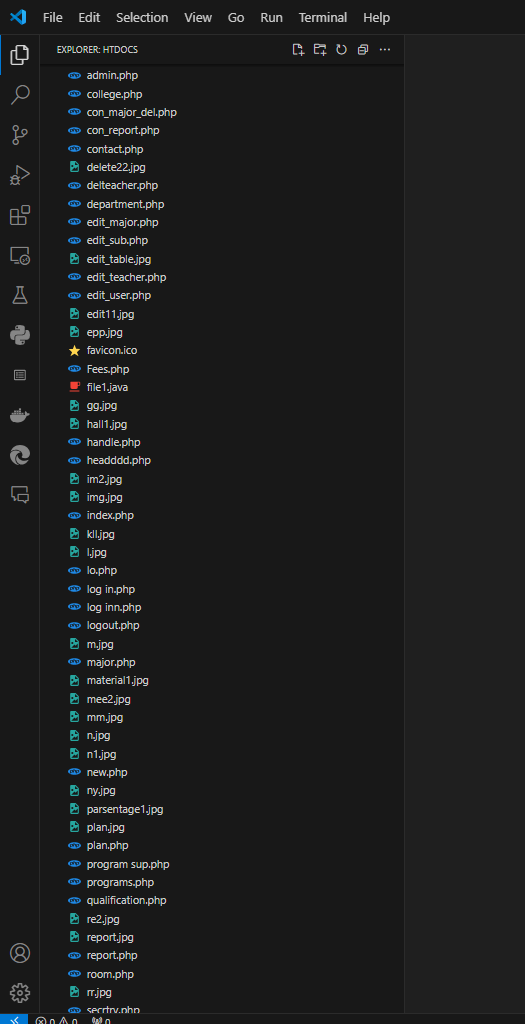 File Edit Selection View Go Run Terminal Help
EXPLORER: HTDOCS
admin.php
college.php
con_major_del.php
con_report.php
contact.php
delete22.jpg
delteacher.php
department.php
edit_major.php
edit_sub.php
edit_table.jpg
edit_teacher.php
edit_user.php
edit11.jpg
epp.jpg
favicon.ico
Fees.php
file1.java
gg.jpg
hall1.jpg
handle.php
headddd.php
im2.jpg
img.jpg
index.php
kll.jpg
l.jpg
lo.php
log in.php
log inn.php
logout.php
m.jpg
major.php
material1.jpg
mee2.jpg
mm.jpg
n.jpg
n1.jpg
new.php
ny.jpg
parsentage1.jpg
plan.jpg
plan.php
program sup.php
programs.php
qualification.php
re2.jpg
report.jpg
report.php
room.php
rr.jpg
secrtry.php
0 0 0